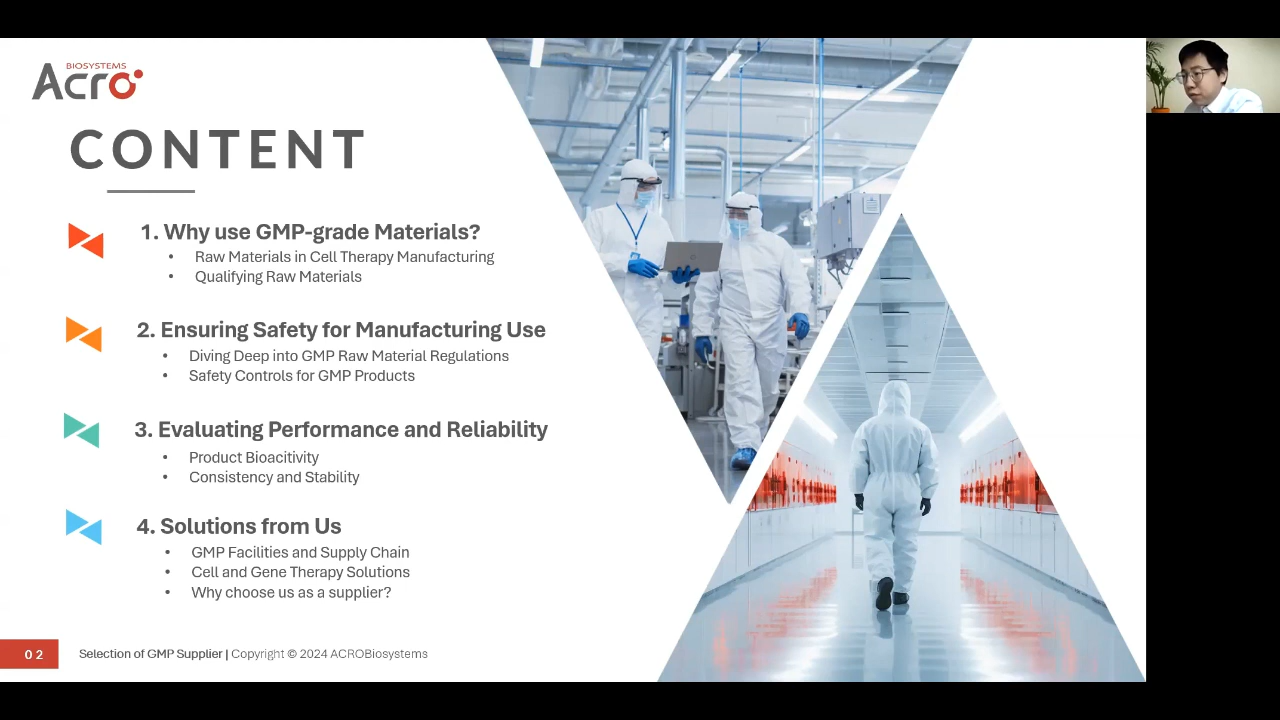 BIOSYSTEMS
Acro
CONTENT
1. Why use GMP-grade Materials?
• Raw Materials in Cell Therapy Manufacturing
• Qualifying Raw Materials
2. Ensuring Safety for Manufacturing Use
• Diving Deep into GMP Raw Material Regulations
• Safety Controls for GMP Products
3. Evaluating Performance and Reliability
• Product Bioacitivity
• Consistency and Stability
4. Solutions from Us
• GMP Facilities and Supply Chain
• Cell and Gene Therapy Solutions
• Why choose us as a supplier?
02 Selection of GMP Supplier | Copyright © 2024 ACROBiosystems